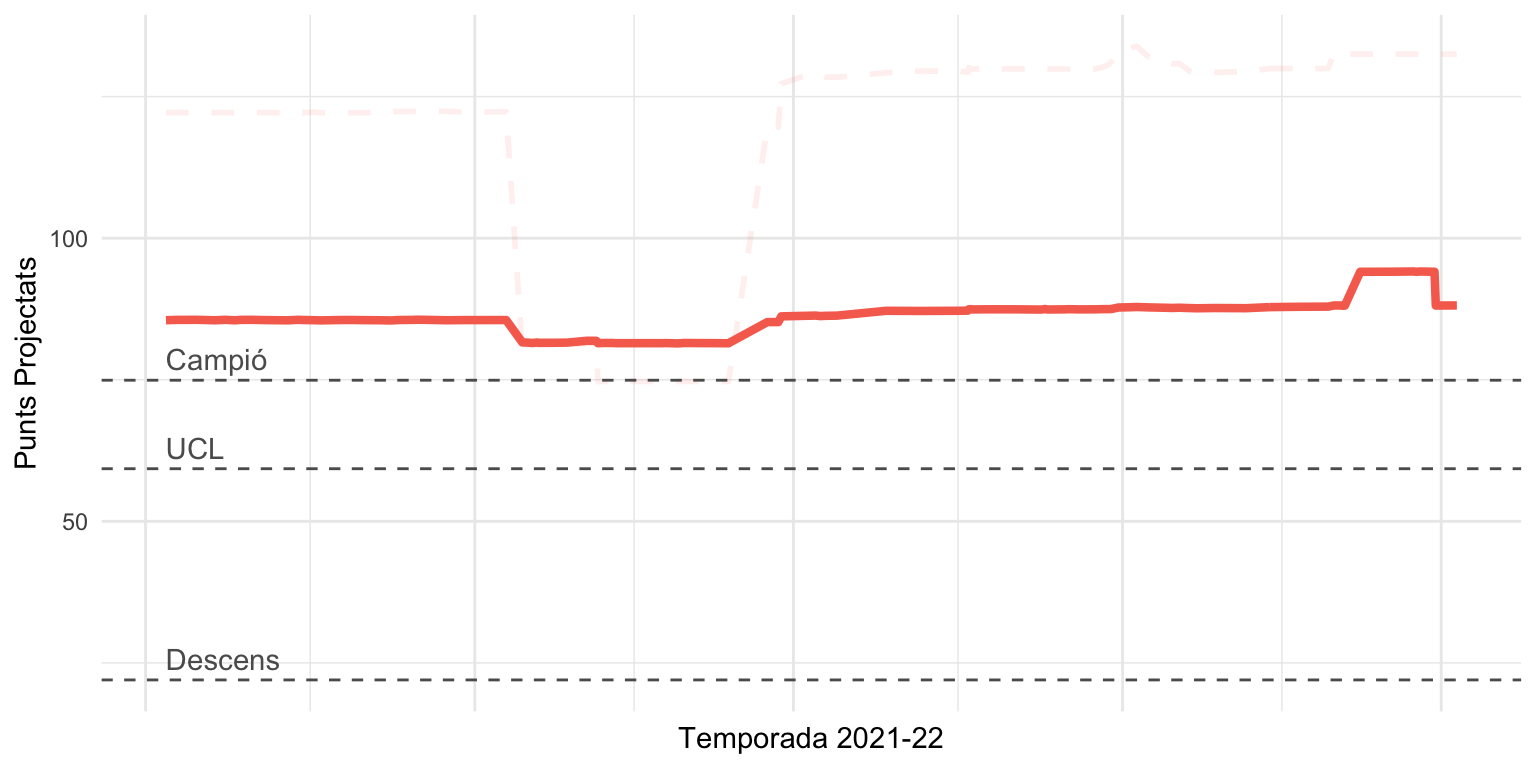 Punts Projectats
100
50
Campió
UCL
Descens
Temporada 2021-22